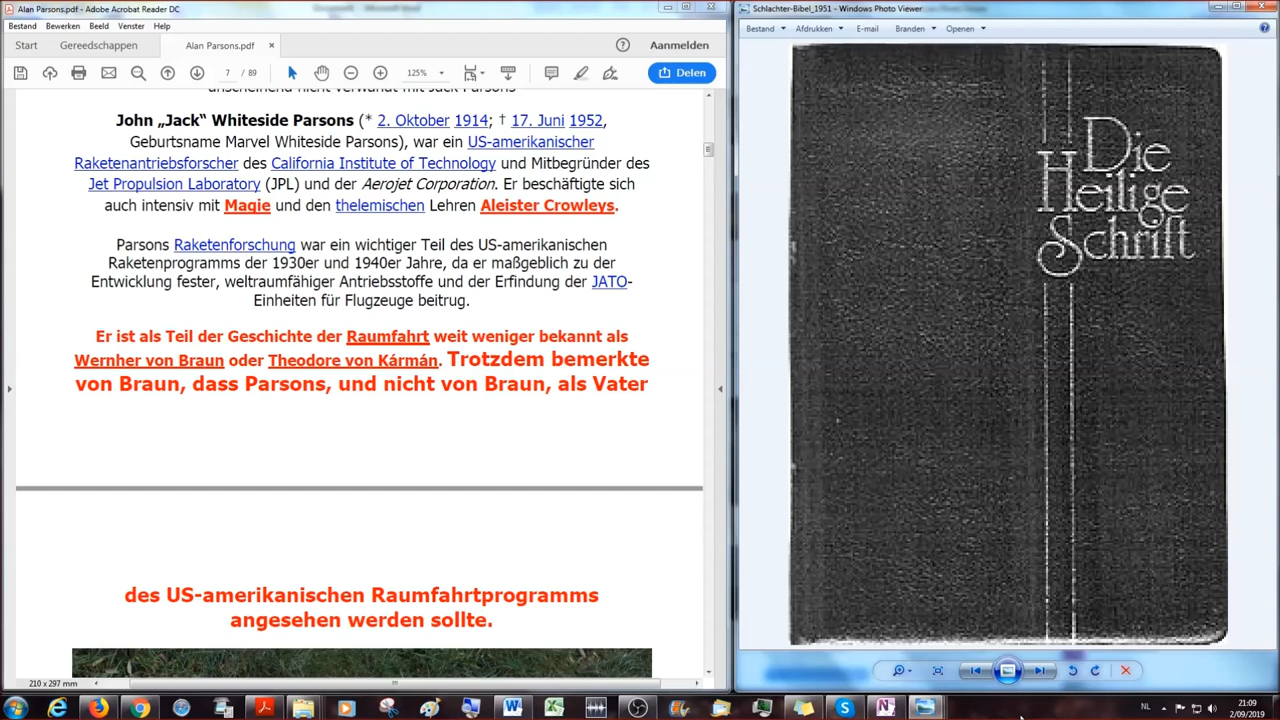 Alan Parsons.pdf - Adobe Acrobat Reader DC
Bestand Bewerken Beeld Venster Help
Start Gereedschappen Alan Parsons.pdf × Aanmelden
7 / 89 125% Delen
anscheinend nicht verwandt mit Jack Parsons
John „Jack“ Whiteside Parsons (* 2. Oktober 1914; † 17. Juni 1952,
Geburtsname Marvel Whiteside Parsons), war ein US-amerikanischer
Raketenantriebsforscher des California Institute of Technology und Mitbegründer des
Jet Propulsion Laboratory (JPL) und der Aerojet Corporation. Er beschäftigte sich
auch intensiv mit Magie und den thelemischen Lehren Aleister Crowleys.
Parsons Raketenforschung war ein wichtiger Teil des US-amerikanischen
Raketenprogramms der 1930er und 1940er Jahre, da er maßgeblich zu der
Entwicklung fester, weltraumfähiger Antriebsstoffe und der Erfindung der JATO-
Einheiten für Flugzeuge beitrug.
Er ist als Teil der Geschichte der Raumfahrt weit weniger bekannt als
Wernher von Braun oder Theodore von Kármán. Trotzdem bemerkte
von Braun, dass Parsons, und nicht von Braun, als Vater
des US-amerikanischen Raumfahrtprogramms
angesehen werden sollte.
210 x 297 mm
Schlachter-Bibel_1951 - Windows Photo Viewer
Bestand Afdrukken E-mail Branden Openen
Die
Heilige
Schrift
NL
21:09
2/09/2019